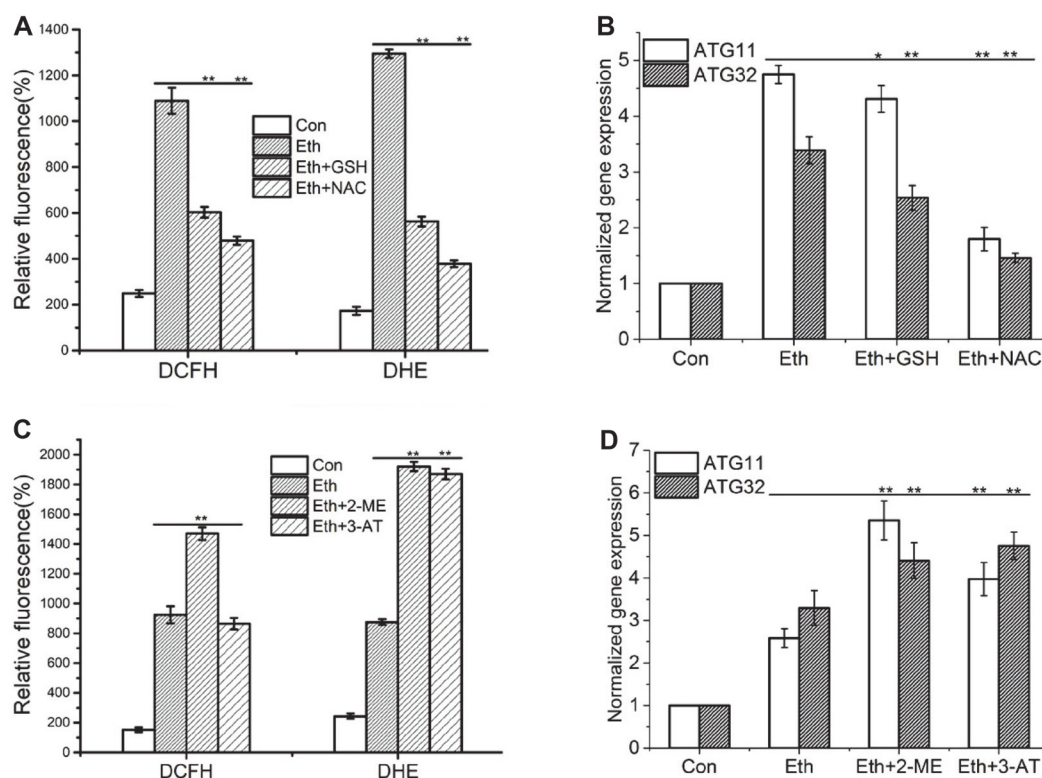 A
Relative fluorescence(%)
1400
1200
1000
800
600
400
200
0
** **
** **
Con
Eth
Eth+GSH
Eth+NAC
DCFH DHE
B
Normalized gene expression
5
4
3
2
1
0
ATG11
ATG32
* ** ** **
Con Eth Eth+GSH Eth+NAC
C
Relative fluorescence(%)
2000
1800
1600
1400
1200
1000
800
600
400
200
0
**
** **
Con
Eth
Eth+2-ME
Eth+3-AT
DCFH DHE
D
Normalized gene expression
7
6
5
4
3
2
1
0
ATG11
ATG32
** ** ** **
Con Eth Eth+2-ME Eth+3-AT